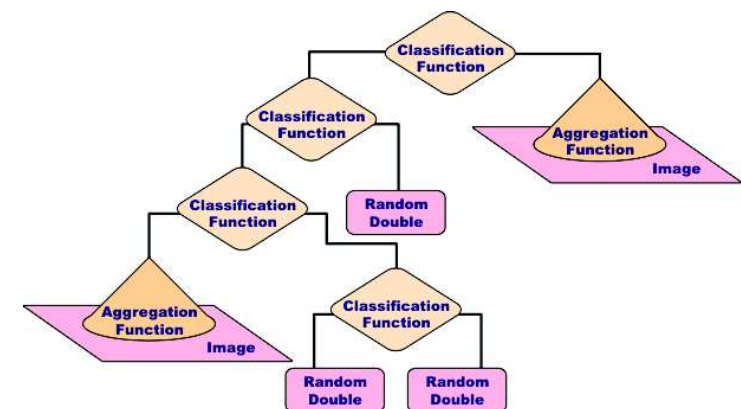 Classification
Function
Classification
Function
Aggregation
Function
Image
Classification
Function
Random
Double
Aggregation
Function
Image
Classification
Function
Random
Double
Random
Double